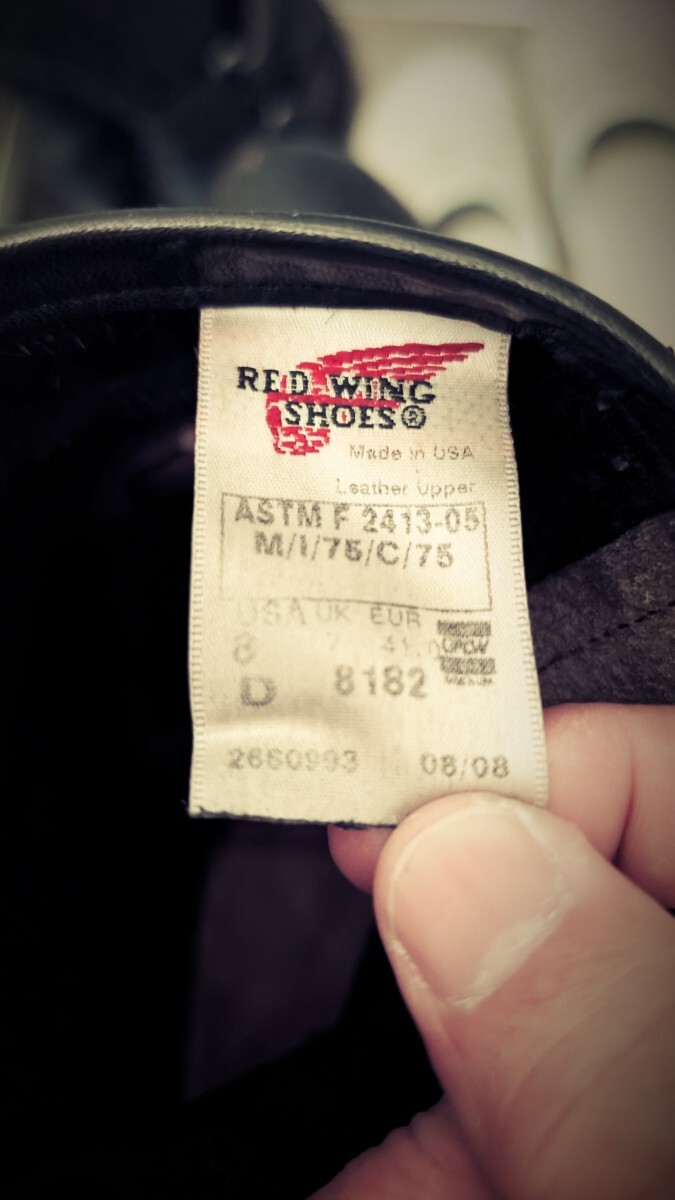 RED WING
SHOES®
Made in USA
Leather Upper
ASTM F 2413-05
M/I/75/C/75
USA UK EUR
8 7 41.0
D 8182
UFCW
2660993 08/08